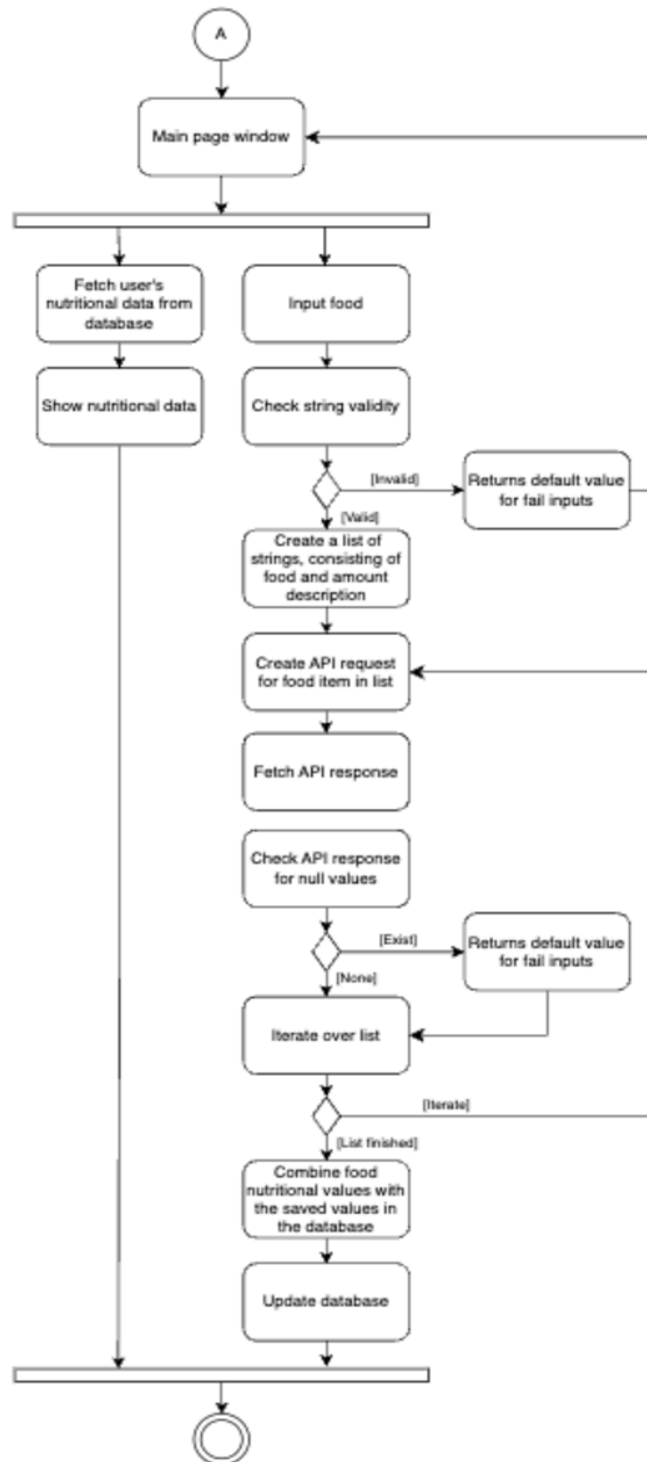 A
Main page window
Fetch user's
nutritional data from
database
Input food
Show nutritional data
Check string validity
[Invalid]
Returns default value
for fail inputs
[Valid]
Create a list of
strings, consisting of
food and amount
description
Create API request
for food item in list
Fetch API response
Check API response
for null values
[Exist]
Returns default value
for fail inputs
[None]
Iterate over list
[Iterate]
[List finished]
Combine food
nutritional values with
the saved values in
the database
Update database